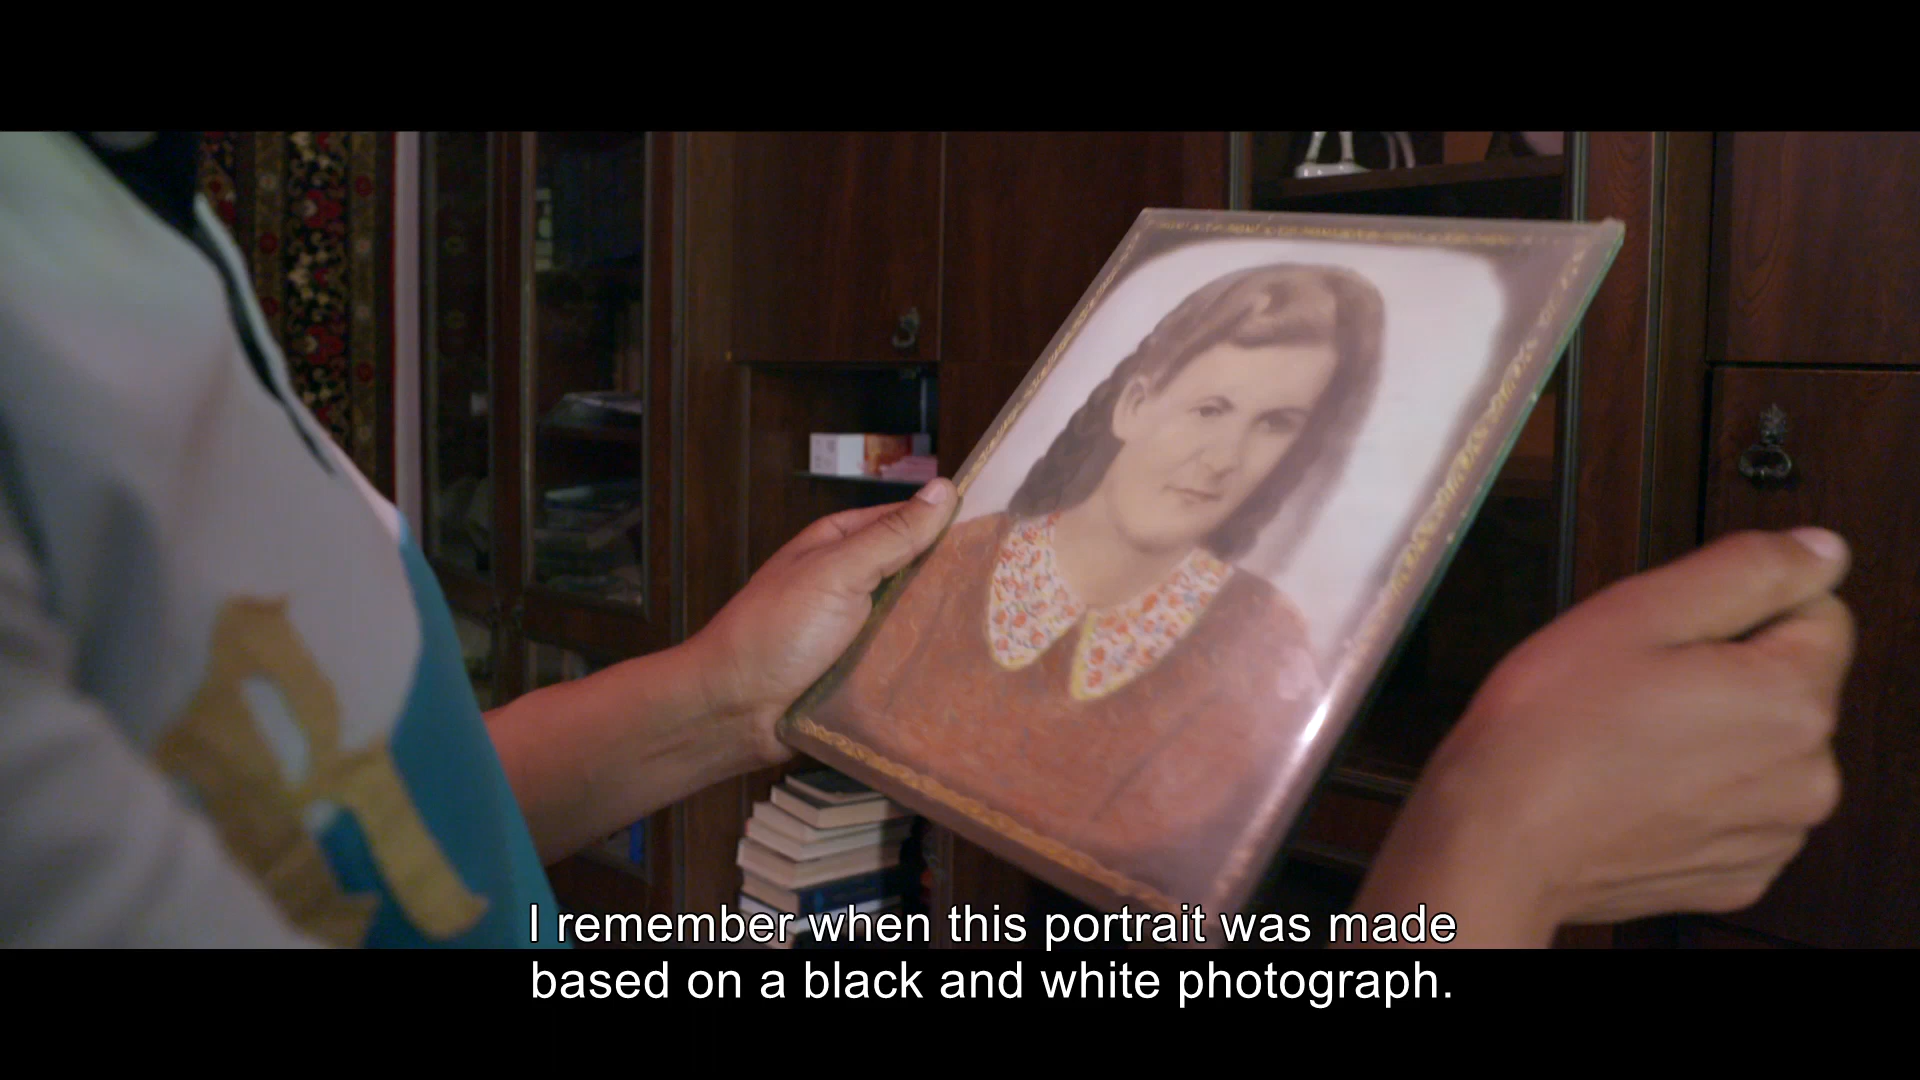 I remember when this portrait was made
based on a black and white photograph.